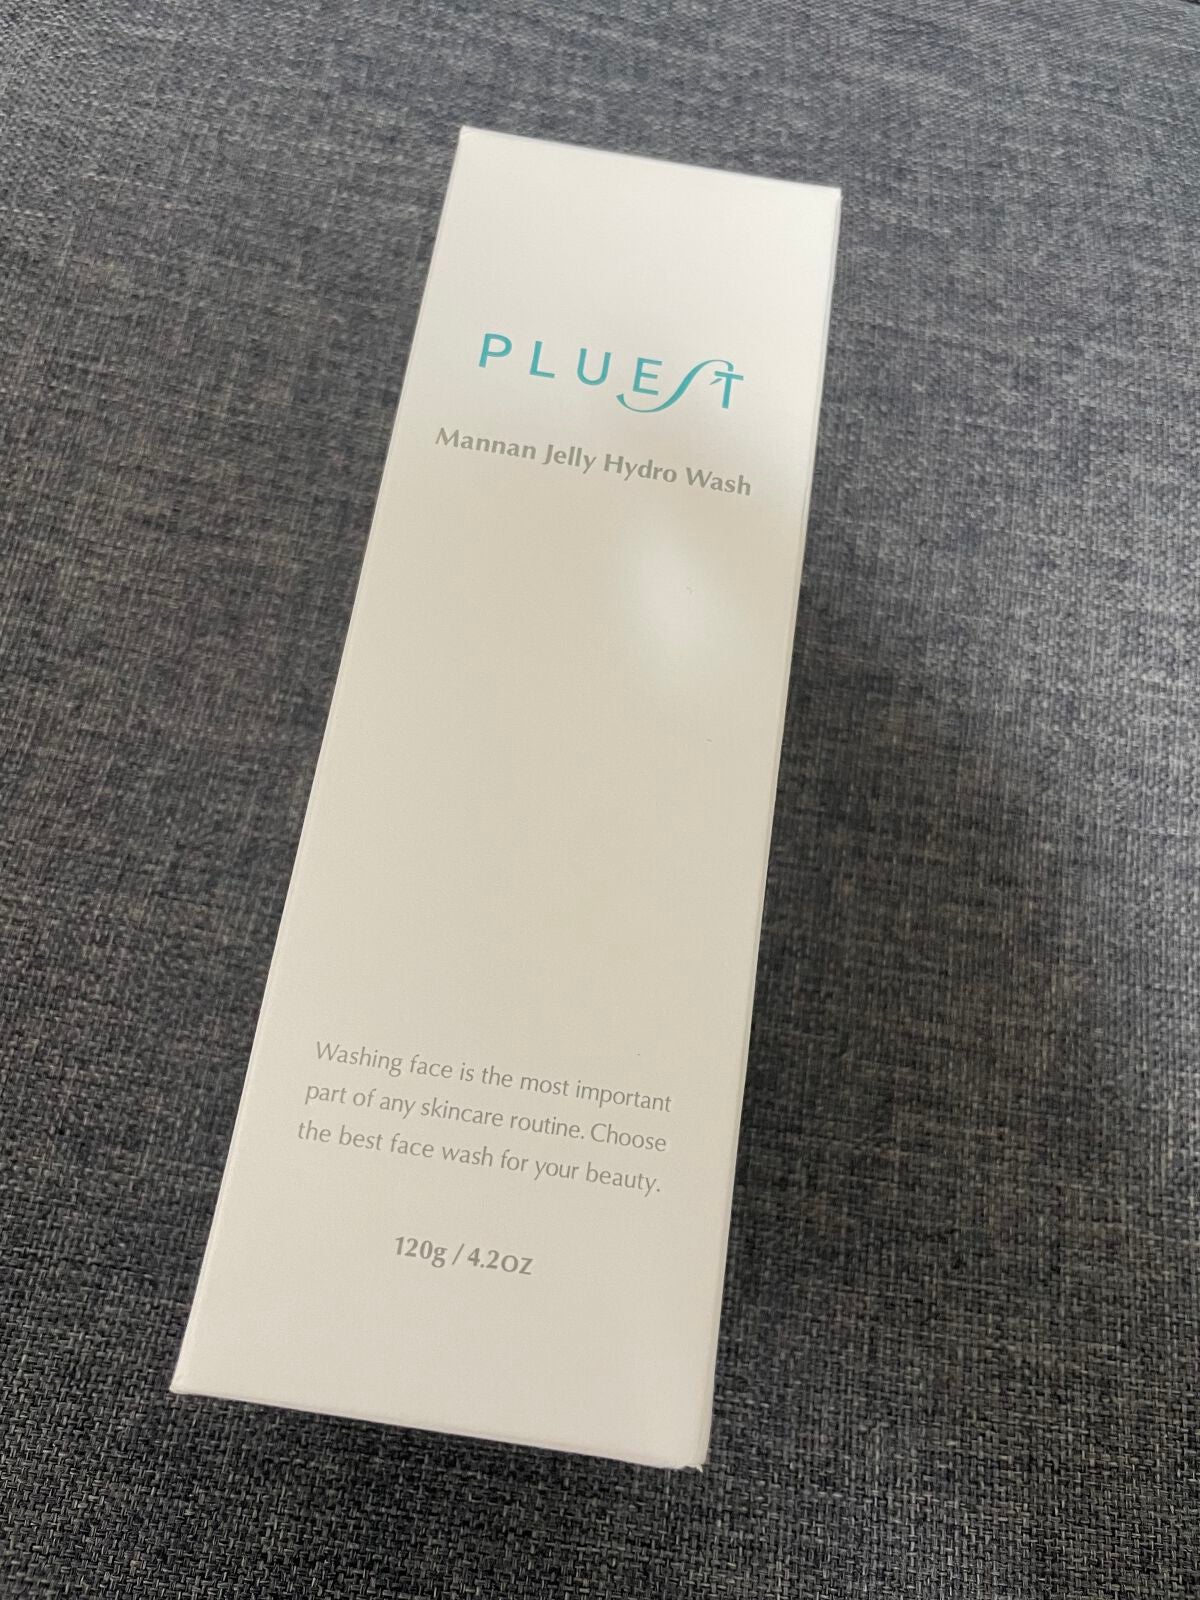 PLUEST
Mannan Jelly Hydro Wash
Washing face is the most important
part of any skincare routine. Choose
the best face wash for your beauty.
120g / 4.2OZ